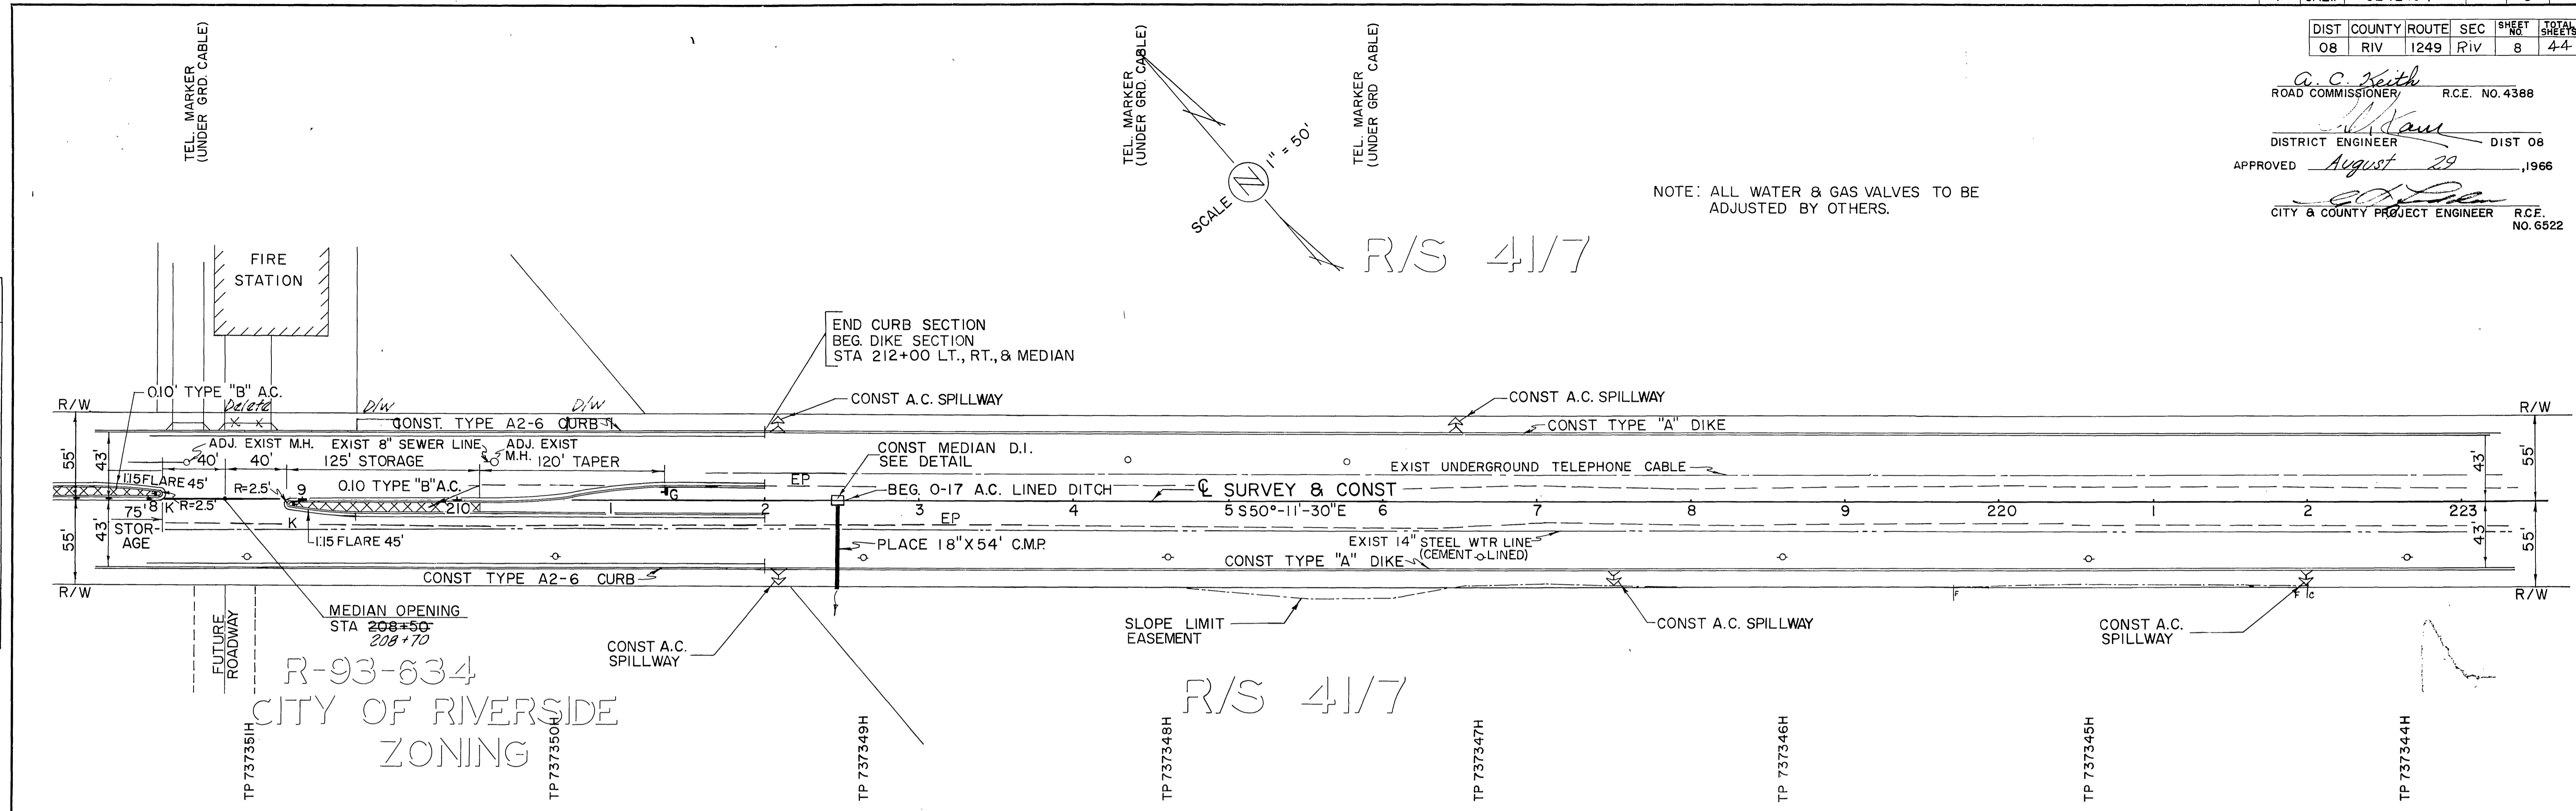 DIST COUNTY ROUTE SEC SHEET NO. TOTAL SHEETS
08 RIV 1249 Riv 8 44
A. C. Keith
ROAD COMMISSIONER R.C.E. NO. 4388
DISTRICT ENGINEER DIST 08
APPROVED August 29, 1966
CITY & COUNTY PROJECT ENGINEER R.C.E. NO. 6522
TEL. MARKER
(UNDER GRD. CABLE)
TEL. MARKER
(UNDER GRD. CABLE)
TEL. MARKER
(UNDER GRD CABLE)
SCALE N 1" = 50'
NOTE: ALL WATER & GAS VALVES TO BE
ADJUSTED BY OTHERS.
R/S 41/7
FIRE
STATION
END CURB SECTION
BEG. DIKE SECTION
STA 212+00 LT., RT., & MEDIAN
0.10' TYPE "B" A.C.
Delete
D/W
D/W
CONST A.C. SPILLWAY
CONST A.C. SPILLWAY
R/W
R/W
CONST. TYPE A2-6 CURB
CONST TYPE "A" DIKE
ADJ. EXIST M.H.
EXIST 8" SEWER LINE
ADJ. EXIST
M.H.
CONST MEDIAN D.I.
SEE DETAIL
55'
43'
40'
40'
125' STORAGE
120' TAPER
EXIST UNDERGROUND TELEPHONE CABLE
43'
55'
1:15 FLARE 45'
R=2.5'
0.10 TYPE "B" A.C.
G
EP
BEG. 0-17 A.C. LINED DITCH
℄ SURVEY & CONST
75'
STOR-
AGE
8
K
R=2.5'
9
210
1
2
3
4
5
S50°-11'-30"E
6
7
8
9
220
1
2
223
K
EP
1:15 FLARE 45'
PLACE 18" X 54' C.M.P.
EXIST 14" STEEL WTR LINE
(CEMENT LINED)
43'
55'
43'
55'
CONST TYPE A2-6 CURB
CONST TYPE "A" DIKE
R/W
R/W
F
F
C
MEDIAN OPENING
STA 208+50
208+70
FUTURE
ROADWAY
CONST A.C.
SPILLWAY
SLOPE LIMIT
EASEMENT
CONST A.C. SPILLWAY
CONST A.C.
SPILLWAY
R-93-634
CITY OF RIVERSIDE
ZONING
R/S 41/7
TP 737351H
TP 737350H
TP 737349H
TP 737348H
TP 737347H
TP 737346H
TP 737345H
TP 737344H